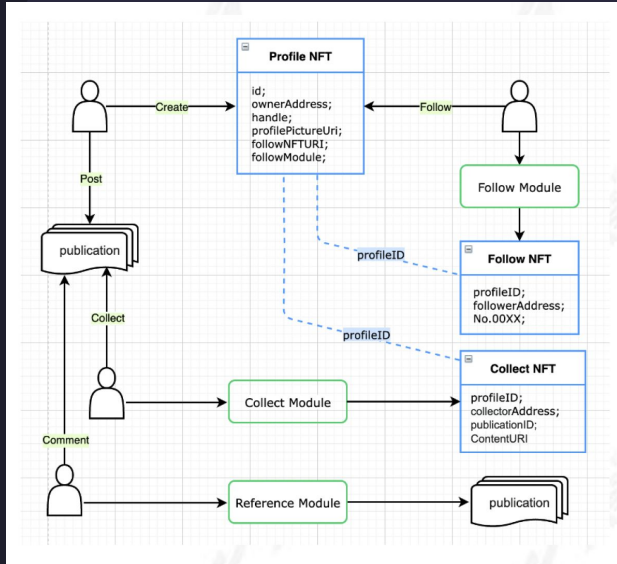 Profile NFT
id;
ownerAddress;
handle;
profilePictureUri;
followNFTURI;
followModule;
Create
Follow
Post
Follow Module
publication
profileID
Follow NFT
profileID;
followerAddress;
No.00XX;
Collect
profileID
Collect NFT
profileID;
collectorAddress;
publicationID;
ContentURI
Collect Module
Comment
Reference Module
publication